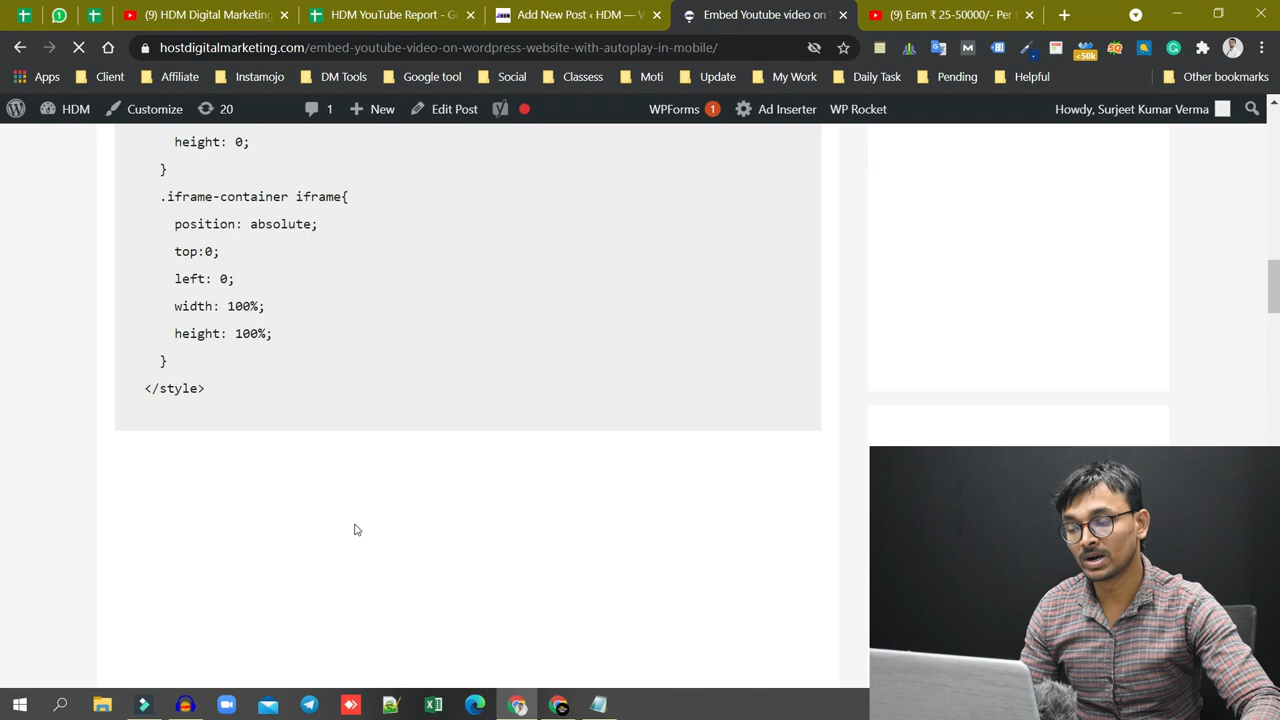 (9) HDM Digital Marketing
HDM YouTube Report - G
Add New Post ‹ HDM — W
Embed Youtube video on
(9) Earn ₹ 25-50000/- Per
hostdigitalmarketing.com/embed-youtube-video-on-wordpress-website-with-autoplay-in-mobile/
<50k
Apps
Client
Affiliate
Instamojo
DM Tools
Google tool
Social
Classess
Moti
Update
My Work
Daily Task
Pending
Helpful
Other bookmarks
HDM
Customize
20
1
New
Edit Post
WPForms 1
Ad Inserter
WP Rocket
Howdy, Surjeet Kumar Verma
height: 0;
}
.iframe-container iframe{
position: absolute;
top:0;
left: 0;
width: 100%;
height: 100%;
}
</style>